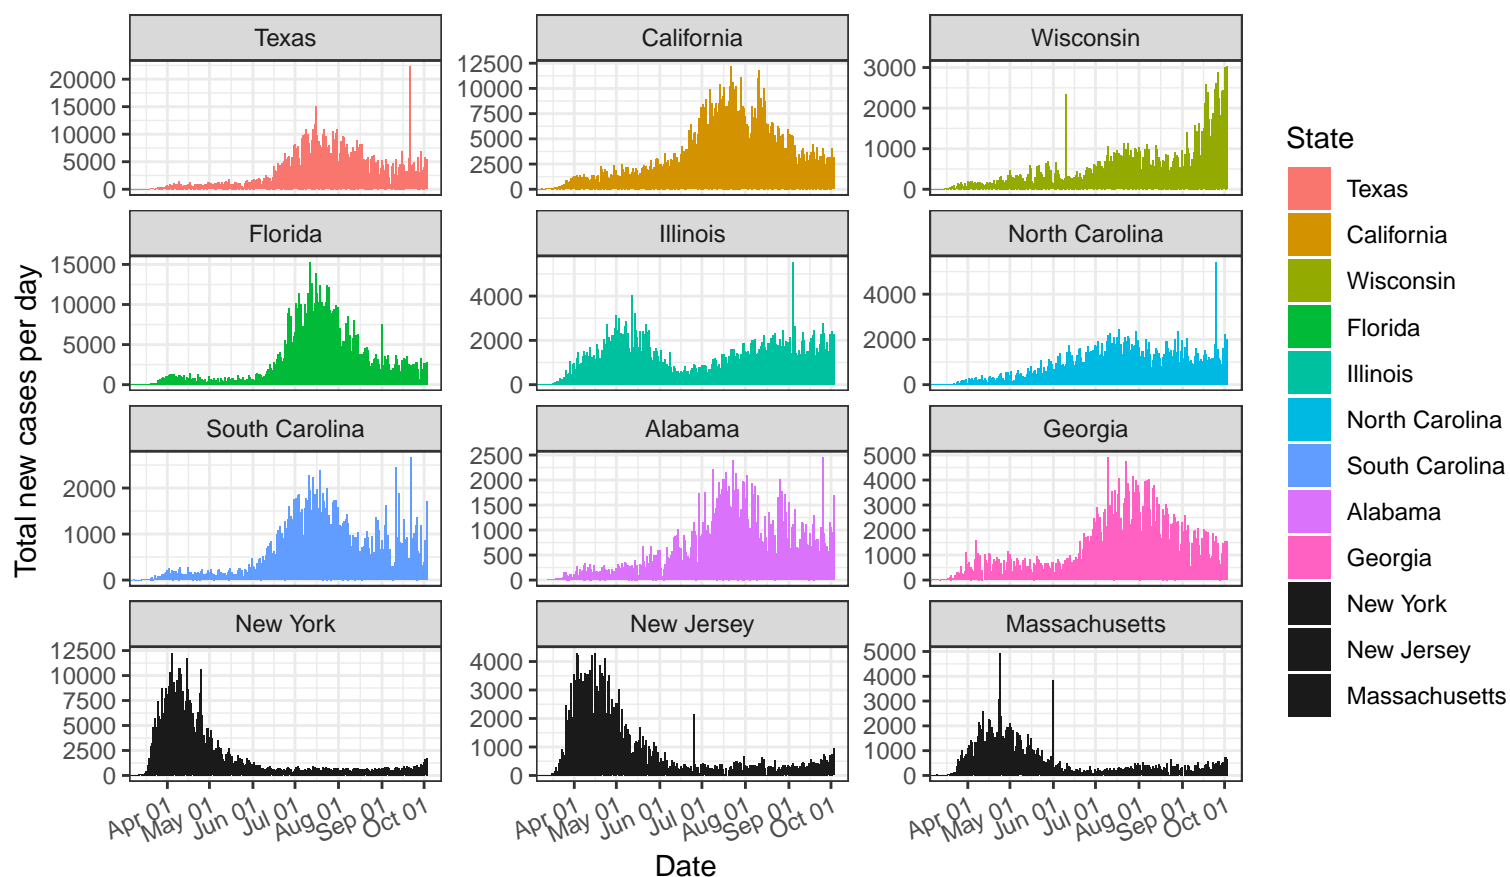 Texas
California
Wisconsin
20000
15000
10000
5000
0
12500
10000
7500
5000
2500
0
3000
2000
1000
0
Florida
Illinois
North Carolina
15000
10000
5000
0
4000
2000
0
4000
2000
0
South Carolina
Alabama
Georgia
2000
1000
0
2500
2000
1500
1000
500
0
5000
4000
3000
2000
1000
0
New York
New Jersey
Massachusetts
12500
10000
7500
5000
2500
0
4000
3000
2000
1000
0
5000
4000
3000
2000
1000
0
Apr 01
May 01
Jun 01
Jul 01
Aug 01
Sep 01
Oct 01
Apr 01
May 01
Jun 01
Jul 01
Aug 01
Sep 01
Oct 01
Apr 01
May 01
Jun 01
Jul 01
Aug 01
Sep 01
Oct 01
Date
Total new cases per day
State
Texas
California
Wisconsin
Florida
Illinois
North Carolina
South Carolina
Alabama
Georgia
New York
New Jersey
Massachusetts